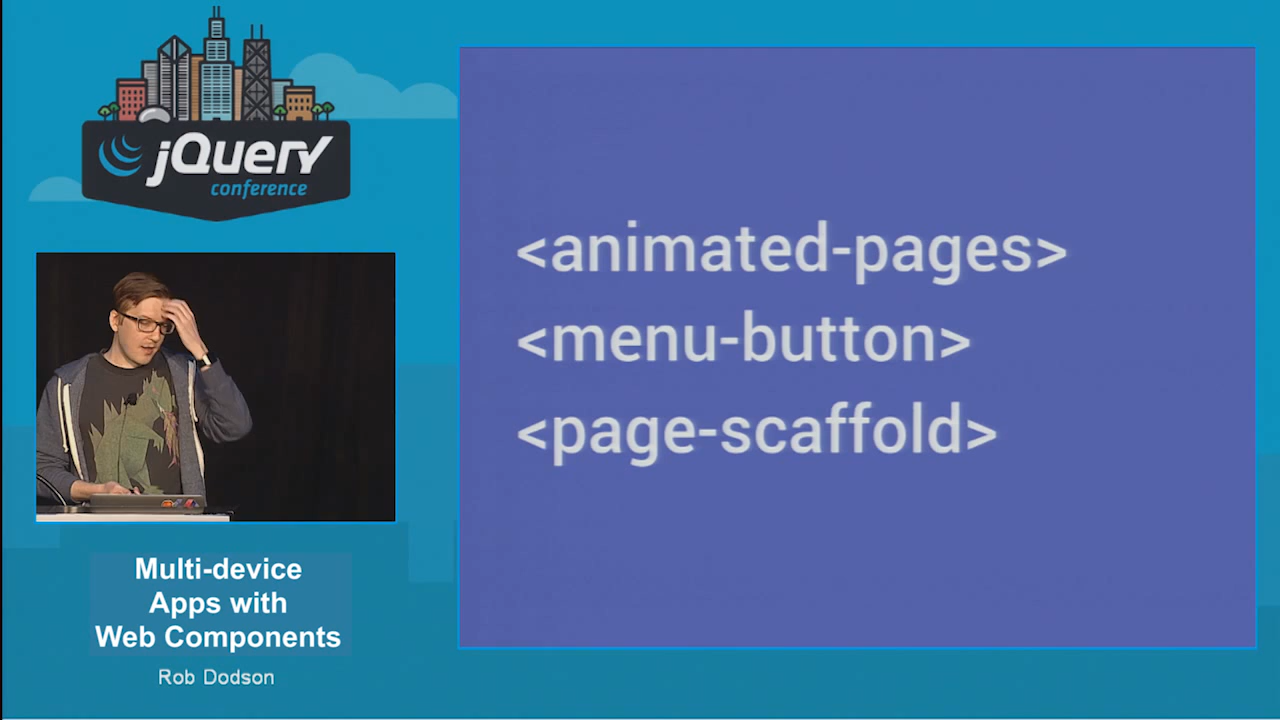 jQuery
conference
<animated-pages>
<menu-button>
<page-scaffold>
Multi-device
Apps with
Web Components
Rob Dodson